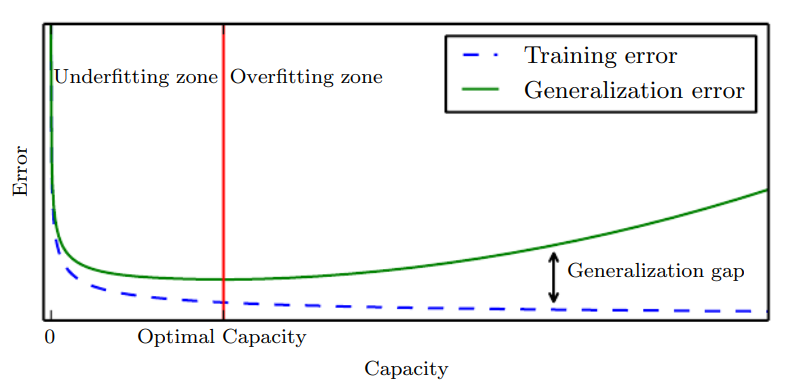 Training error
Generalization error
Underfitting zone
Overfitting zone
Error
Generalization gap
0
Optimal Capacity
Capacity